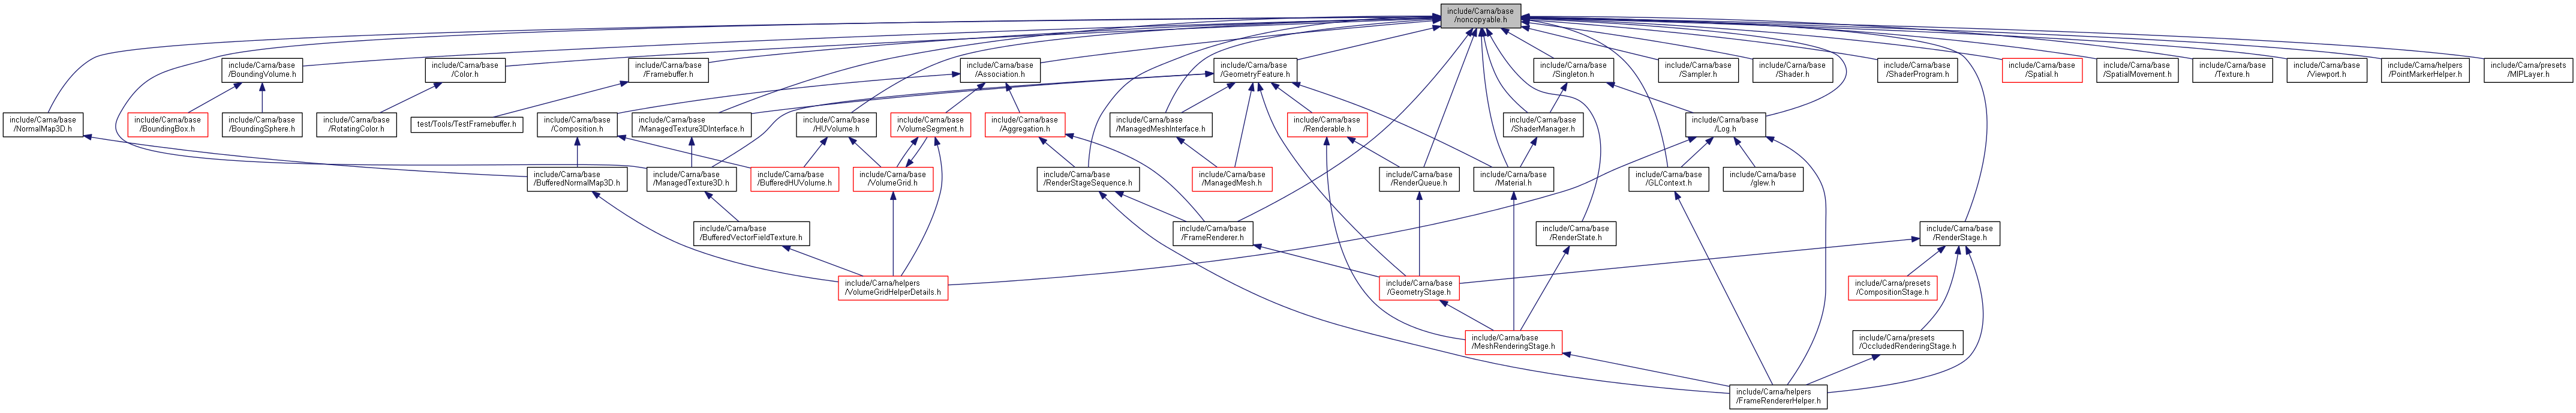 include/Carna/base
/noncopyable.h
include/Carna/base
/BoundingVolume.h
include/Carna/base
/Color.h
include/Carna/base
/Framebuffer.h
include/Carna/base
/Association.h
include/Carna/base
/GeometryFeature.h
include/Carna/base
/Singleton.h
include/Carna/base
/Sampler.h
include/Carna/base
/Shader.h
include/Carna/base
/ShaderProgram.h
include/Carna/base
/Spatial.h
include/Carna/base
/SpatialMovement.h
include/Carna/base
/Texture.h
include/Carna/base
/Viewport.h
include/Carna/helpers
/PointMarkerHelper.h
include/Carna/presets
/MIPLayer.h
include/Carna/base
/NormalMap3D.h
include/Carna/base
/BoundingBox.h
include/Carna/base
/BoundingSphere.h
include/Carna/base
/RotatingColor.h
test/Tools/TestFramebuffer.h
include/Carna/base
/Composition.h
include/Carna/base
/ManagedTexture3DInterface.h
include/Carna/base
/HUVolume.h
include/Carna/base
/VolumeSegment.h
include/Carna/base
/Aggregation.h
include/Carna/base
/ManagedMeshInterface.h
include/Carna/base
/Renderable.h
include/Carna/base
/ShaderManager.h
include/Carna/base
/Log.h
include/Carna/base
/BufferedNormalMap3D.h
include/Carna/base
/ManagedTexture3D.h
include/Carna/base
/BufferedHUVolume.h
include/Carna/base
/VolumeGrid.h
include/Carna/base
/RenderStageSequence.h
include/Carna/base
/ManagedMesh.h
include/Carna/base
/RenderQueue.h
include/Carna/base
/Material.h
include/Carna/base
/GLContext.h
include/Carna/base
/glew.h
include/Carna/base
/BufferedVectorFieldTexture.h
include/Carna/base
/FrameRenderer.h
include/Carna/base
/RenderState.h
include/Carna/base
/RenderStage.h
include/Carna/helpers
/VolumeGridHelperDetails.h
include/Carna/base
/GeometryStage.h
include/Carna/presets
/CompositionStage.h
include/Carna/base
/MeshRenderingStage.h
include/Carna/presets
/OccludedRenderingStage.h
include/Carna/helpers
/FrameRendererHelper.h